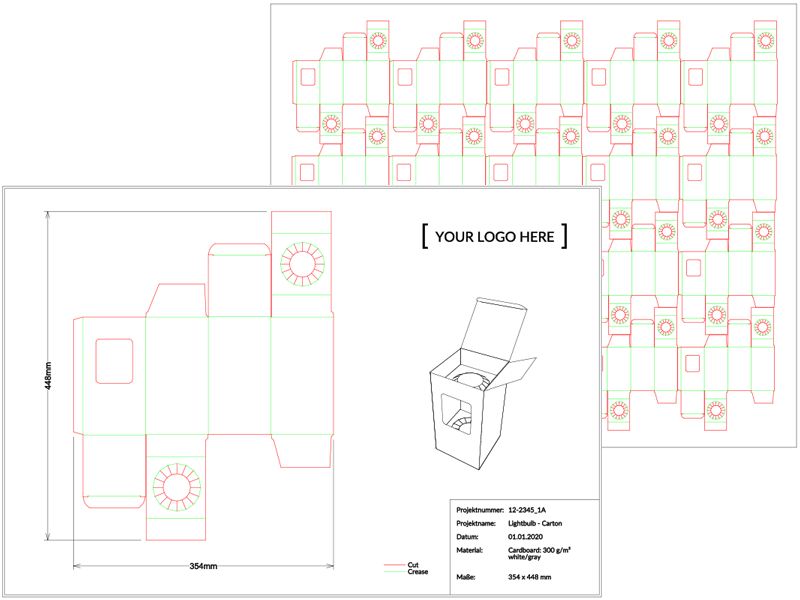 [ YOUR LOGO HERE ]
448mm
354mm
Cut
Crease
Projektnummer: 12-2345_1A
Projektname: Lightbulb - Carton
Datum: 01.01.2020
Material: Cardboard: 300 g/m²
white/gray
Maße: 354 x 448 mm